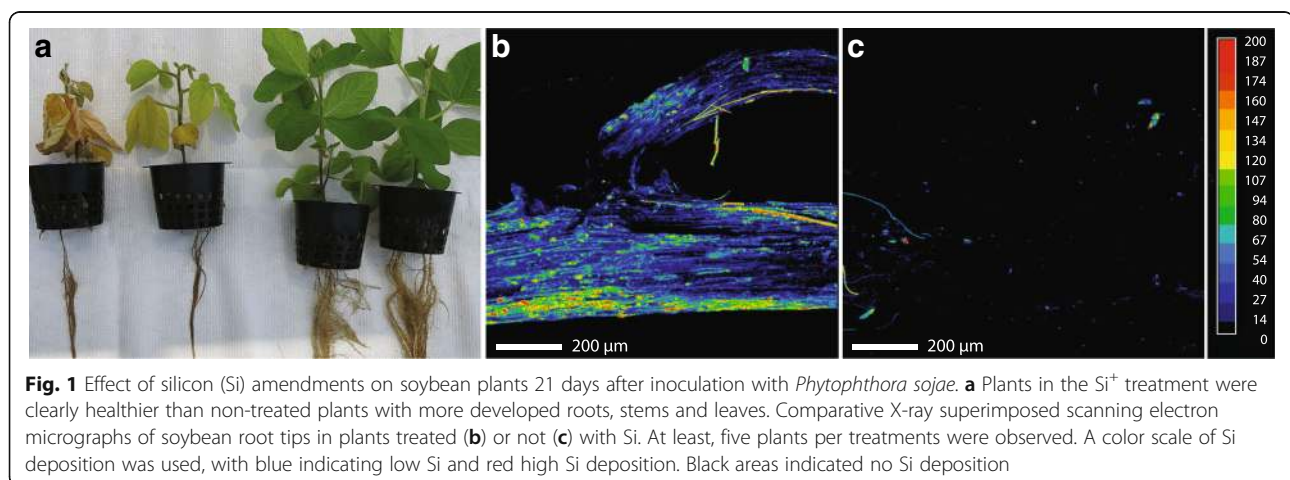 a
b
c
200 µm
200 µm
200
187
174
160
147
134
120
107
94
80
67
54
40
27
14
0
Fig. 1 Effect of silicon (Si) amendments on soybean plants 21 days after inoculation with Phytophthora sojae. a Plants in the Si⁺ treatment were
clearly healthier than non-treated plants with more developed roots, stems and leaves. Comparative X-ray superimposed scanning electron
micrographs of soybean root tips in plants treated (b) or not (c) with Si. At least, five plants per treatments were observed. A color scale of Si
deposition was used, with blue indicating low Si and red high Si deposition. Black areas indicated no Si deposition